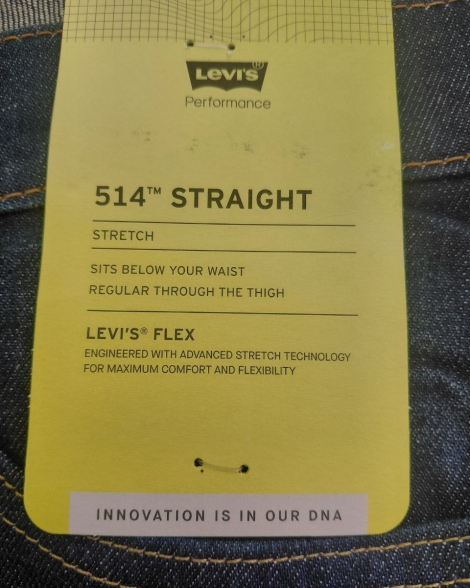 LEVI'S®
Performance
514™ STRAIGHT
STRETCH
SITS BELOW YOUR WAIST
REGULAR THROUGH THE THIGH
LEVI'S® FLEX
ENGINEERED WITH ADVANCED STRETCH TECHNOLOGY
FOR MAXIMUM COMFORT AND FLEXIBILITY
INNOVATION IS IN OUR DNA